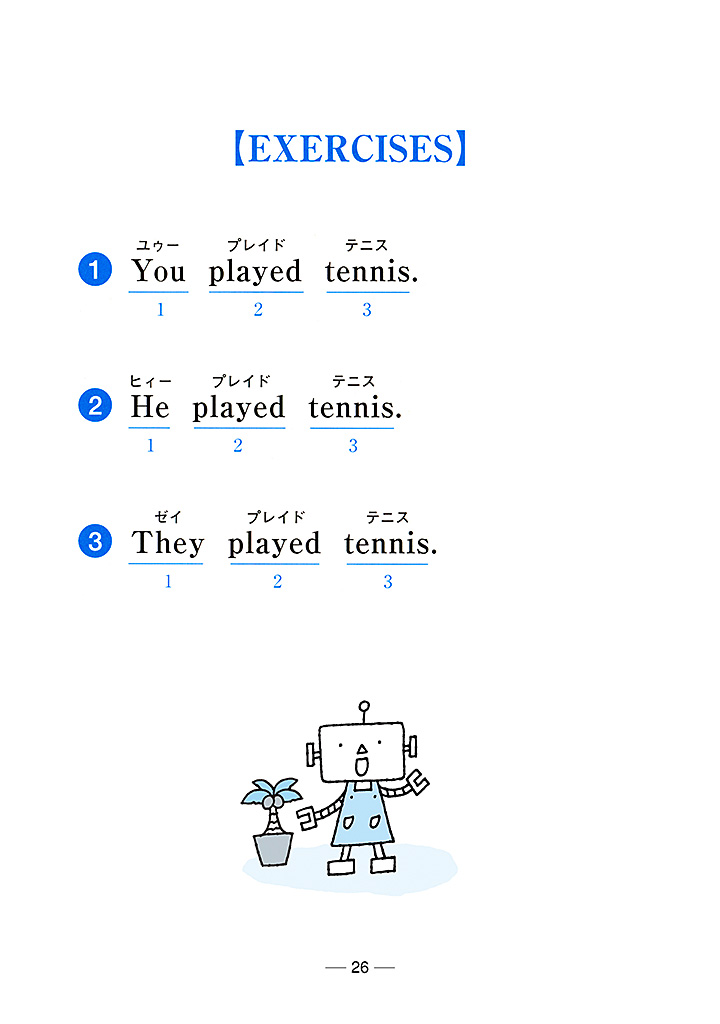 【EXERCISES】
ユゥー プレイド テニス
1 You played tennis.
1 2 3
ヒィー プレイド テニス
2 He played tennis.
1 2 3
ゼイ プレイド テニス
3 They played tennis.
1 2 3
— 26 —